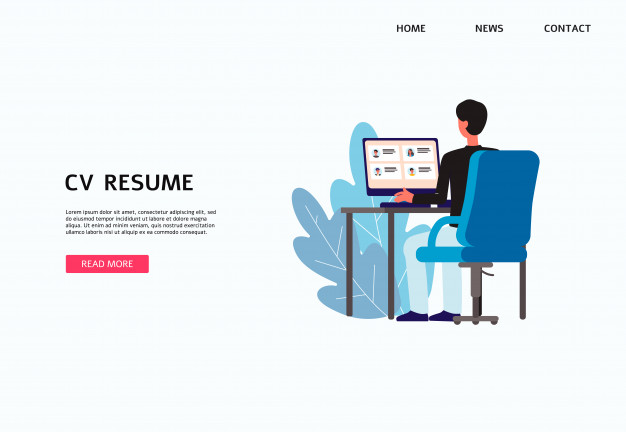 HOME NEWS CONTACT
CV RESUME
Lorem ipsum dolor sit amet, consectetur adipiscing elit, sed
do eiusmod tempor incididunt ut labore et dolore magna
aliqua. Ut enim ad minim veniam, quis nostrud exercitation
ullamco laboris nisi ut aliquip ex ea commodo consequat.
READ MORE